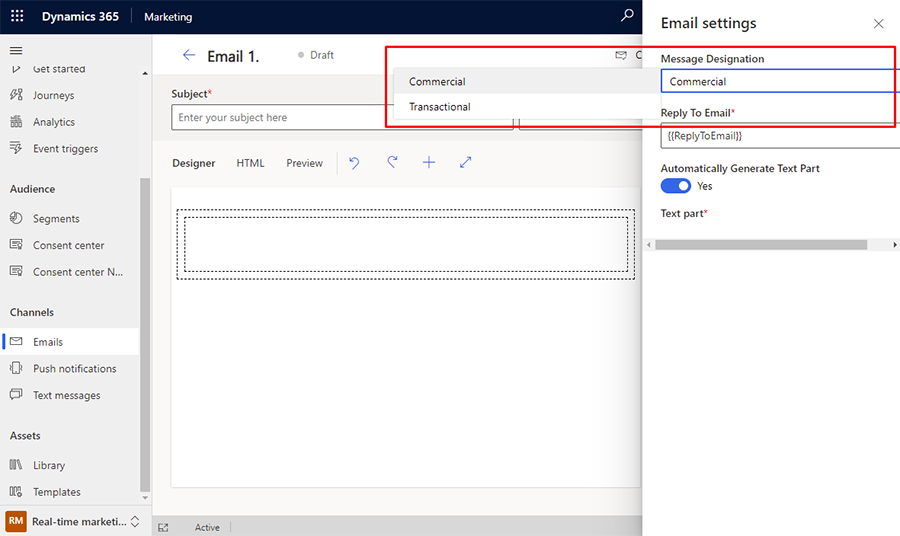 Dynamics 365
Marketing
Get started
Journeys
Analytics
Event triggers
Audience
Segments
Consent center
Consent center N...
Channels
Emails
Push notifications
Text messages
Assets
Library
Templates
RM
Real-time marketi...
Email 1.
Draft
C
Subject*
Enter your subject here
Commercial
Transactional
Designer
HTML
Preview
Active
Email settings
Message Designation
Commercial
Reply To Email*
{{ReplyToEmail}}
Automatically Generate Text Part
Yes
Text part*